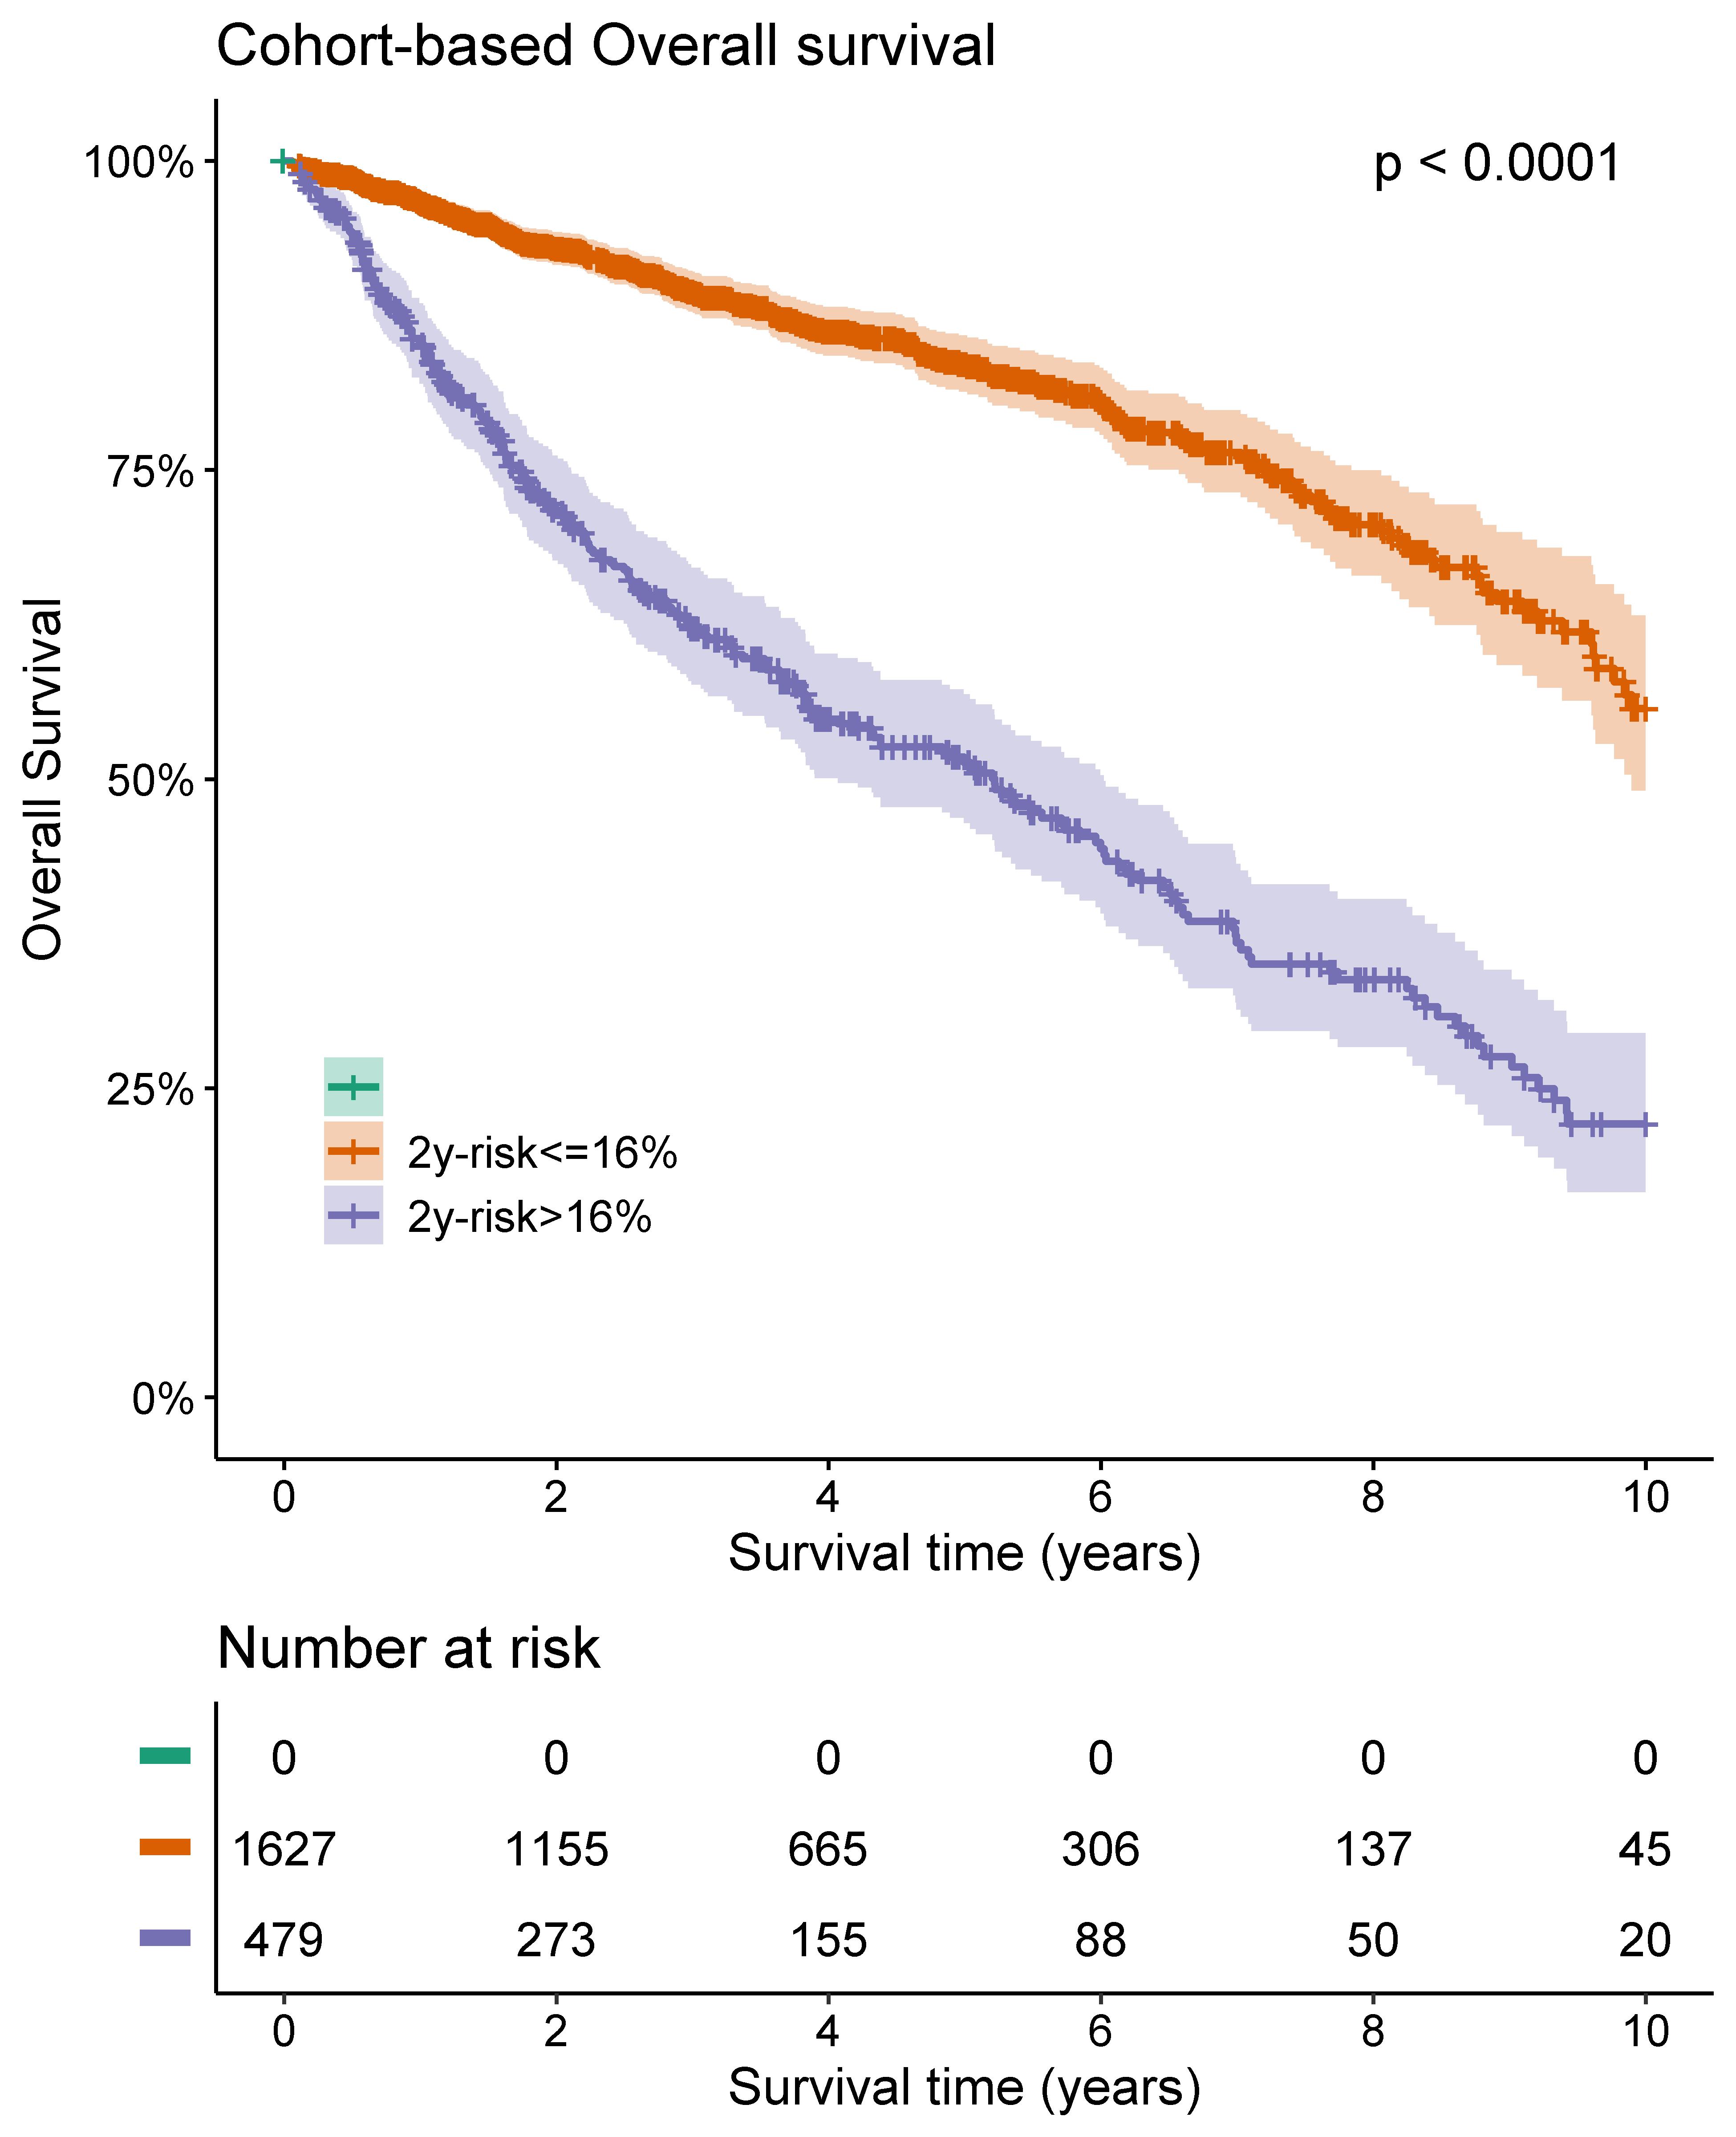 Cohort-based Overall survival
p < 0.0001
100%
75%
50%
25%
0%
Overall Survival
2y-risk<=16%
2y-risk>16%
0 2 4 6 8 10
Survival time (years)
Number at risk
0 0 0 0 0 0
1627 1155 665 306 137 45
479 273 155 88 50 20
0 2 4 6 8 10
Survival time (years)